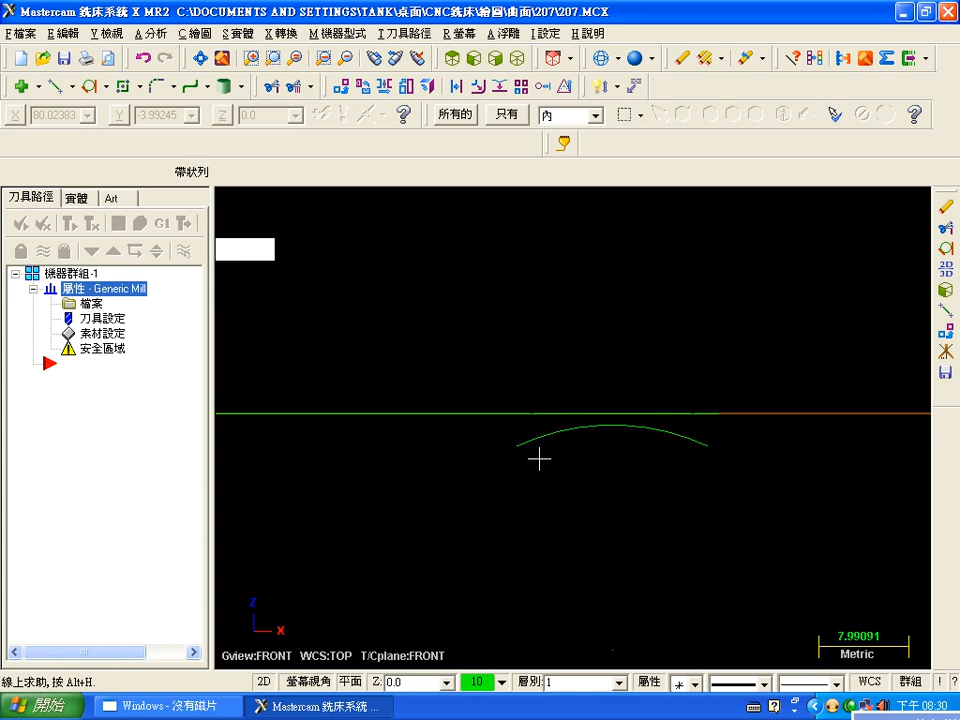 Mastercam 銑床系統 X MR2 C:\DOCUMENTS AND SETTINGS\TANK\桌面\CNC銑床\繪圖\曲面\207\207.MCX
F檔案 E編輯 V檢視 A分析 C繪圖 S實體 X轉換 M機器型式 T刀具路徑 R螢幕 A浮雕 I設定 H說明
X 80.02383 Y -3.99245 Z 0.0 所有的 只有 內
帶狀列
刀具路徑 實體 Art
G1
機器群組-1
屬性 - Generic Mill
檔案
刀具設定
素材設定
安全區域
2D
3D
Z
X
7.99091
Metric
Gview:FRONT WCS:TOP T/Cplane:FRONT
線上求助, 按 Alt+H. 2D 螢幕視角 平面 Z: 0.0 10 層別: 1 屬性 WCS 群組 ! ?
開始 Windows - 沒有磁片 Mastercam 銑床系統 ... 下午 08:30